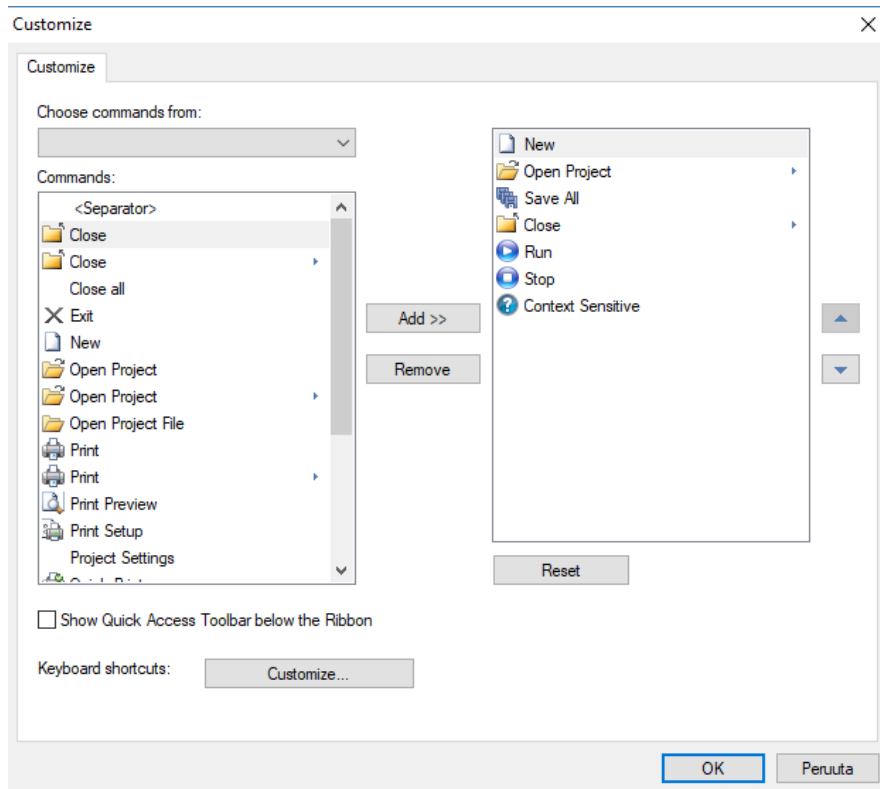 Customize
Customize
Choose commands from:
Commands:
<Separator>
Close
Close
Close all
Exit
New
Open Project
Open Project
Open Project File
Print
Print
Print Preview
Print Setup
Project Settings
Add >>
Remove
New
Open Project
Save All
Close
Run
Stop
Context Sensitive
Reset
Show Quick Access Toolbar below the Ribbon
Keyboard shortcuts:
Customize...
OK
Peruuta